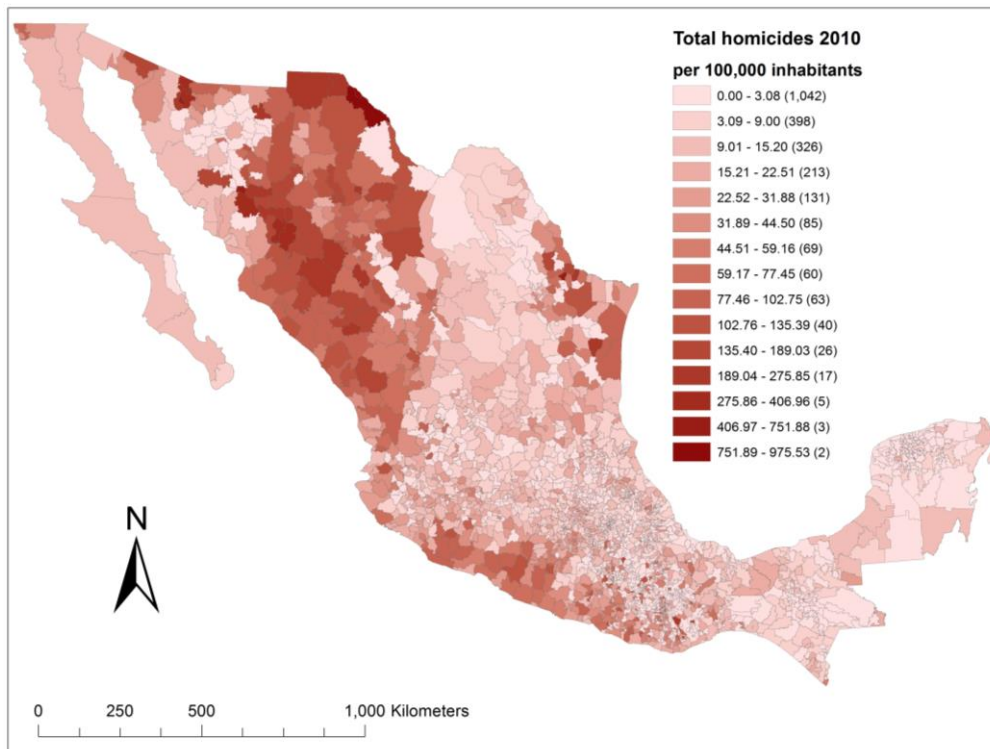 Total homicides 2010
per 100,000 inhabitants
0.00 - 3.08 (1,042)
3.09 - 9.00 (398)
9.01 - 15.20 (326)
15.21 - 22.51 (213)
22.52 - 31.88 (131)
31.89 - 44.50 (85)
44.51 - 59.16 (69)
59.17 - 77.45 (60)
77.46 - 102.75 (63)
102.76 - 135.39 (40)
135.40 - 189.03 (26)
189.04 - 275.85 (17)
275.86 - 406.96 (5)
406.97 - 751.88 (3)
751.89 - 975.53 (2)
N
0 250 500 1,000 Kilometers